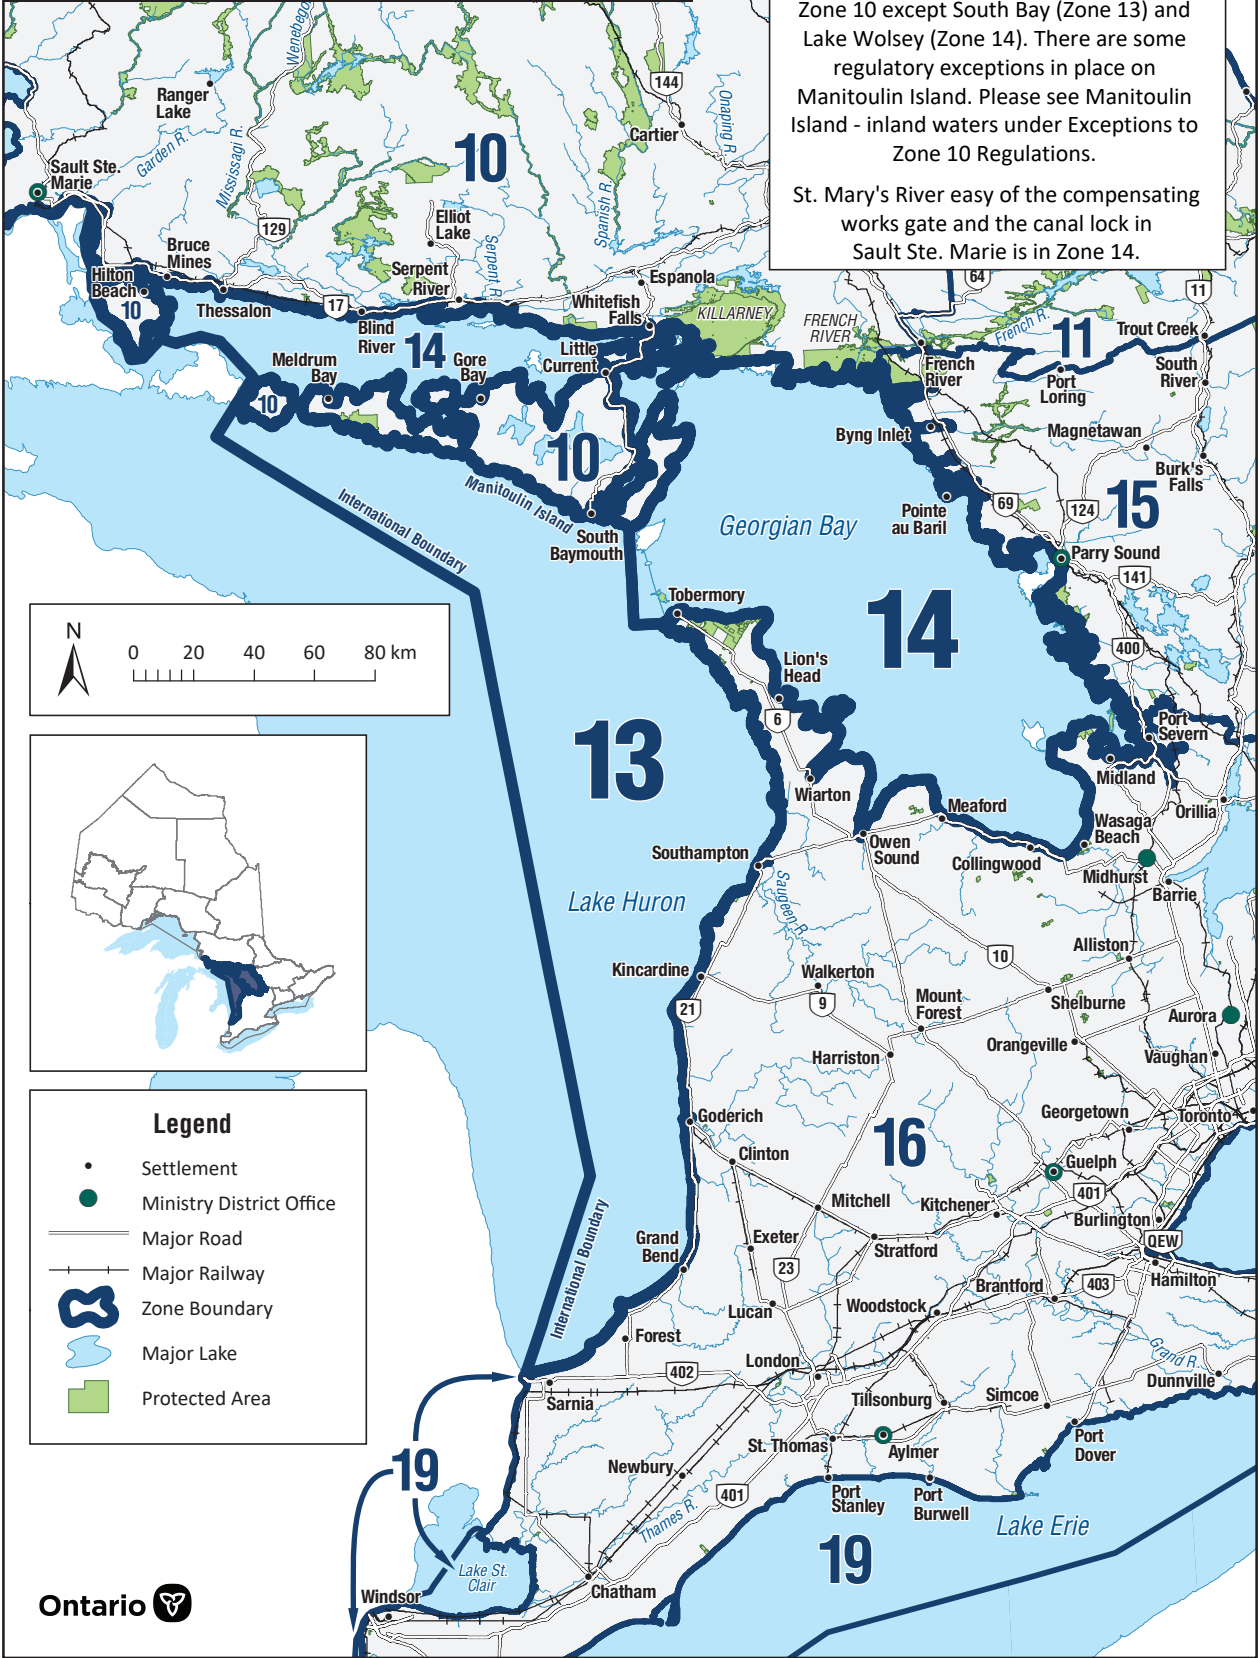 Zone 10 except South Bay (Zone 13) and
Lake Wolsey (Zone 14). There are some
regulatory exceptions in place on
Manitoulin Island. Please see Manitoulin
Island - inland waters under Exceptions to
Zone 10 Regulations.
St. Mary's River easy of the compensating
works gate and the canal lock in
Sault Ste. Marie is in Zone 14.
Ranger
Lake
Garden R.
Mississagi R.
Wenebego
144
Cartier
Onaping R
10
Sault Ste.
Marie
Elliot
Lake
Spanish R.
Serpent R.
129
Bruce
Mines
Hilton
Beach
10
Thessalon
17
Serpent
River
Blind
River
Espanola
Whitefish
Falls
KILLARNEY
FRENCH
RIVER
64
11
French R.
11
Trout Creek
South
River
Port
Loring
French
River
Meldrum
Bay
14
Gore
Bay
Little
Current
10
10
Manitoulin Island
South
Baymouth
Byng Inlet
Magnetawan
Burk's
Falls
15
Pointe
au Baril
69
124
Parry Sound
141
International Boundary
Georgian Bay
14
Tobermory
Lion's
Head
6
400
N
0 20 40 60 80 km
13
Port
Severn
Midland
Orillia
Wiarton
Meaford
Wasaga
Beach
Owen
Sound
Collingwood
Midhurst
Barrie
Southampton
Saugeen R.
Lake Huron
Alliston
10
Kincardine
Walkerton
9
21
Mount
Forest
Shelburne
Aurora
Harriston
Orangeville
Vaughan
Georgetown
Toronto
Goderich
16
Clinton
Guelph
401
Mitchell
Kitchener
Burlington
Exeter
Stratford
QEW
Grand
Bend
23
Hamilton
Brantford
403
Lucan
Woodstock
International Boundary
Forest
Grand R.
402
London
Dunnville
Sarnia
Tillsonburg
Simcoe
St. Thomas
Aylmer
Port
Dover
Newbury
401
Port
Stanley
Port
Burwell
Thames R.
Lake Erie
19
Lake St.
Clair
Chatham
Windsor
19
Legend
Settlement
Ministry District Office
Major Road
Major Railway
Zone Boundary
Major Lake
Protected Area
Ontario